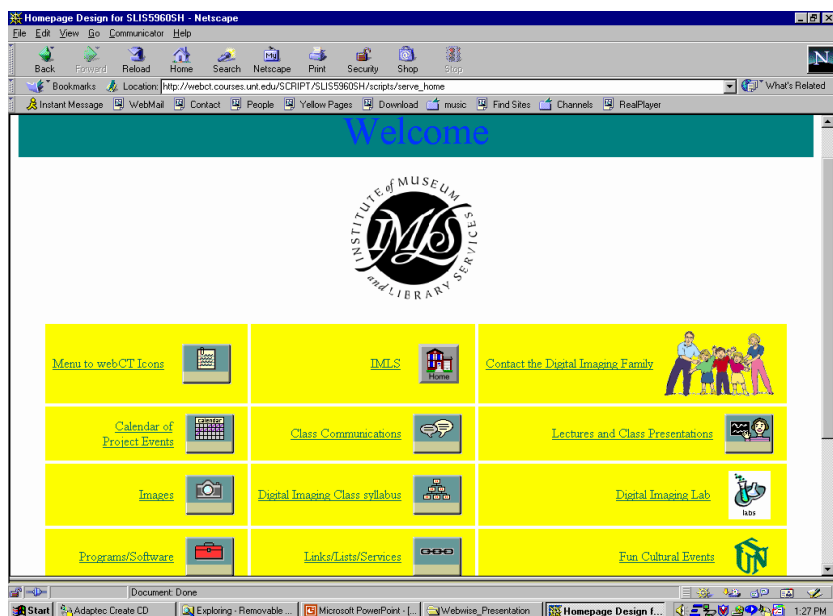 Homepage Design for SLIS5960SH - Netscape
File Edit View Go Communicator Help
Back Forward Reload Home Search Netscape Print Security Shop Stop
My
N
Bookmarks Location: http://webct.courses.unt.edu/SCRIPT/SLIS5960SH/scripts/serve_home What's Related
Instant Message WebMail Contact People Yellow Pages Download music Find Sites Channels RealPlayer
Welcome
INSTITUTE of MUSEUM
and LIBRARY SERVICES
IMLS
Menu to webCT Icons
IMLS
Home
Contact the Digital Imaging Family
Calendar of
Project Events
Calendar
Class Communications
Lectures and Class Presentations
Images
Digital Imaging Class syllabus
Digital Imaging Lab
labs
Programs/Software
Links/Lists/Services
Fun Cultural Events
Document: Done
Start Adaptec Create CD Exploring - Removable ... Microsoft PowerPoint - [... Webwise_Presentation Homepage Design f... 1:27 PM